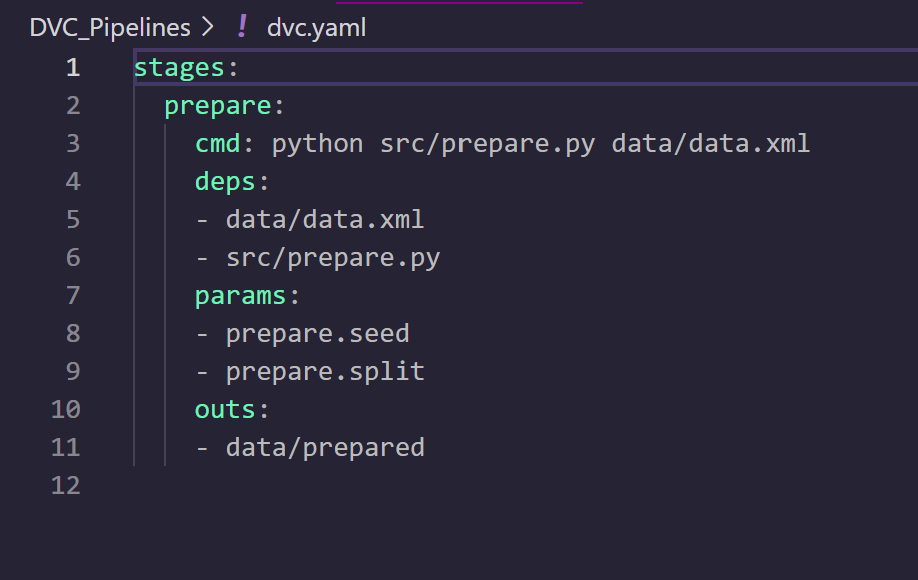 DVC_Pipelines > ! dvc.yaml
1 stages:
2   prepare:
3     cmd: python src/prepare.py data/data.xml
4     deps:
5     - data/data.xml
6     - src/prepare.py
7     params:
8     - prepare.seed
9     - prepare.split
10     outs:
11     - data/prepared
12